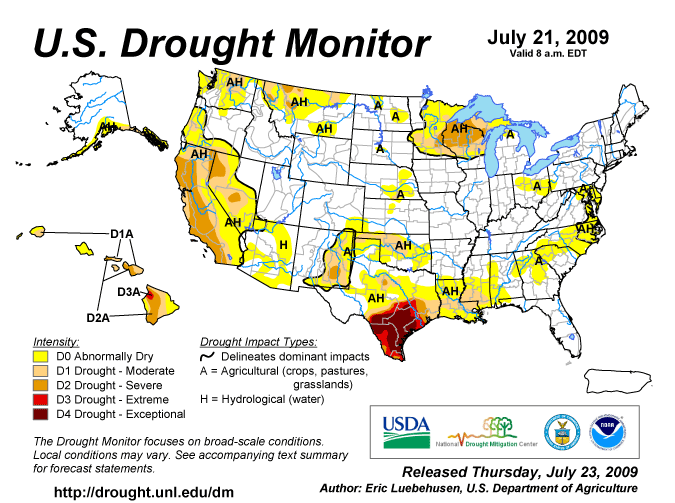 U.S. Drought Monitor
July 21, 2009
Valid 8 a.m. EDT
AH
AH
AH
AH
A
A
A
AH
A
AH
A
A
A
AH
AH
H
A
AH
A
AH
AH
D1A
D3A
D2A
Intensity:
D0 Abnormally Dry
D1 Drought - Moderate
D2 Drought - Severe
D3 Drought - Extreme
D4 Drought - Exceptional
Drought Impact Types:
Delineates dominant impacts
A = Agricultural (crops, pastures,
grasslands)
H = Hydrological (water)
USDA
National Drought Mitigation Center
NOAA
The Drought Monitor focuses on broad-scale conditions.
Local conditions may vary. See accompanying text summary
for forecast statements.
http://drought.unl.edu/dm
Released Thursday, July 23, 2009
Author: Eric Luebehusen, U.S. Department of Agriculture